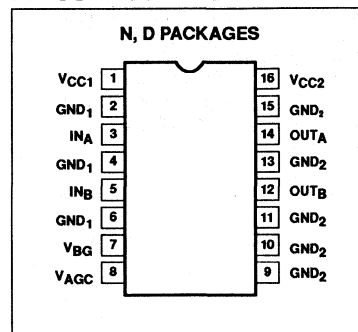 N, D PACKAGES
VCC1 1 16 VCC2
GND1 2 15 GND2
INA 3 14 OUTA
GND1 4 13 GND2
INB 5 12 OUTB
GND1 6 11 GND2
VBG 7 10 GND2
VAGC 8 9 GND2